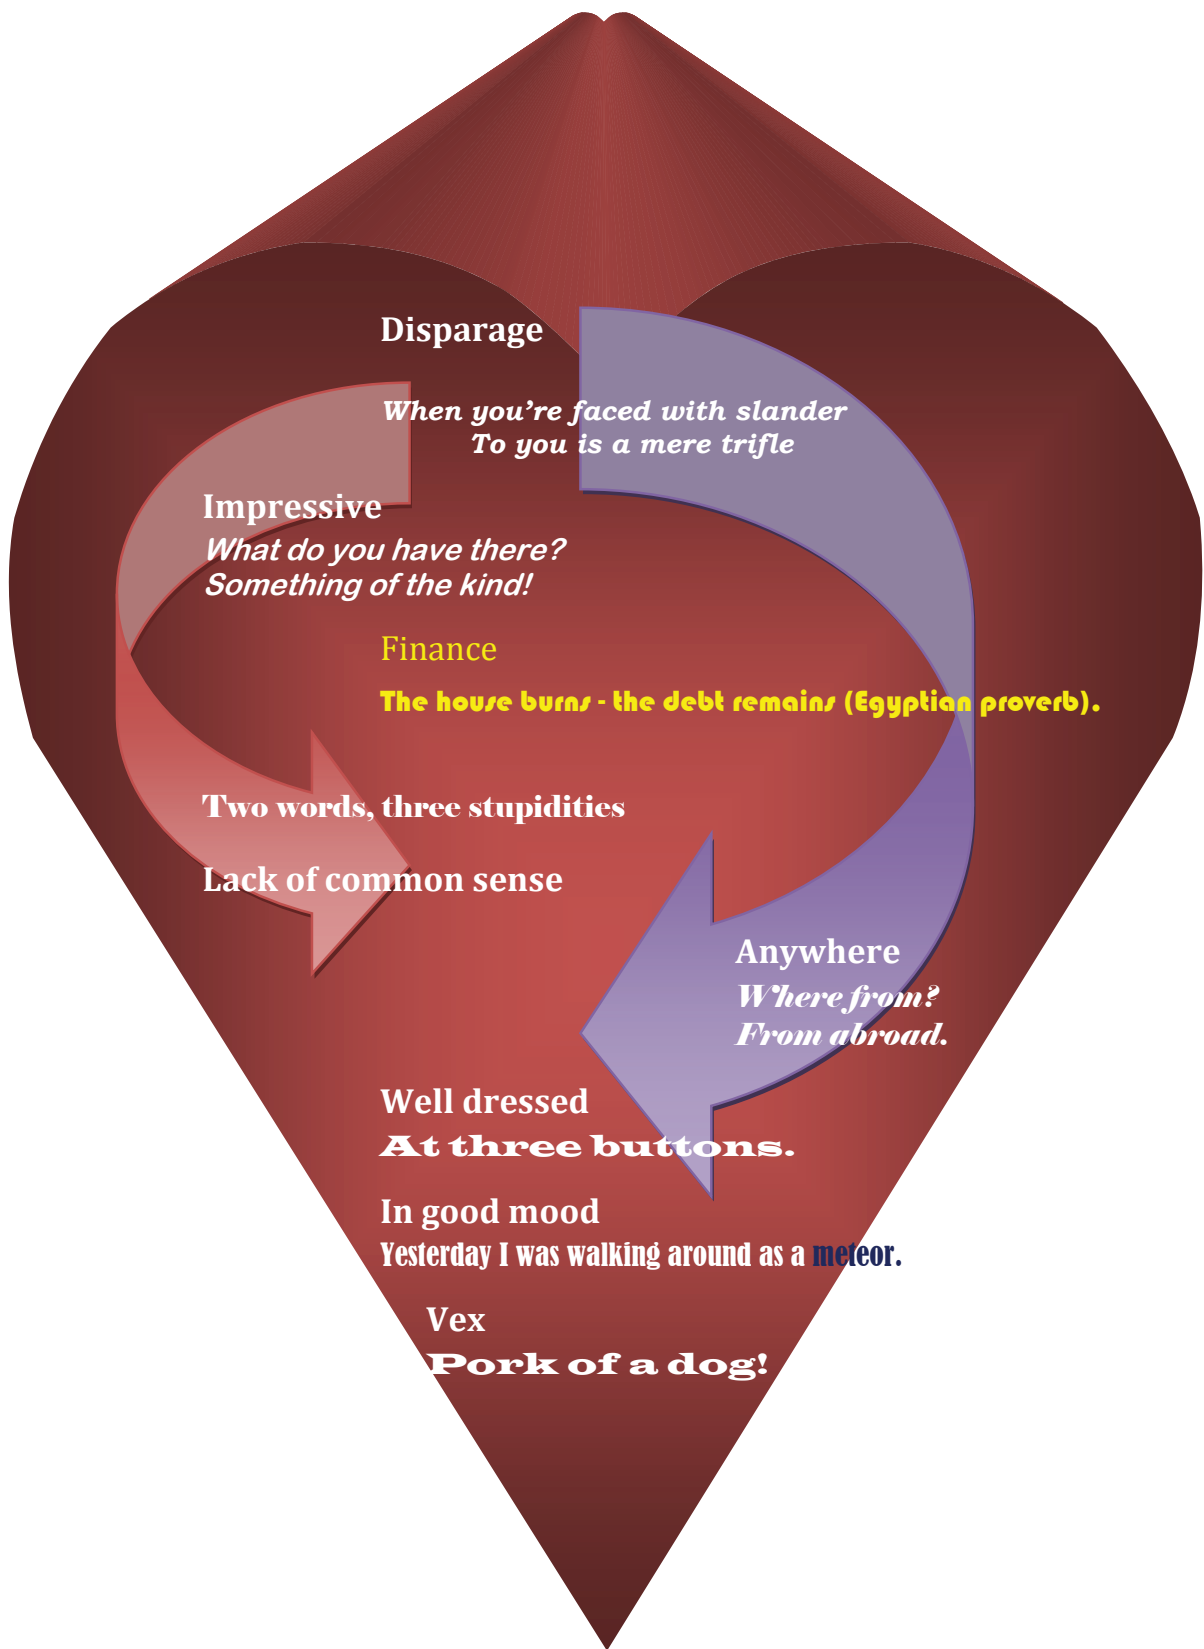 Disparage
When you’re faced with slander
To you is a mere trifle
Impressive
What do you have there?
Something of the kind!
Finance
The house burns - the debt remains (Egyptian proverb).
Two words, three stupidities
Lack of common sense
Anywhere
Where from?
From abroad.
Well dressed
At three buttons.
In good mood
Yesterday I was walking around as a meteor.
Vex
Pork of a dog!